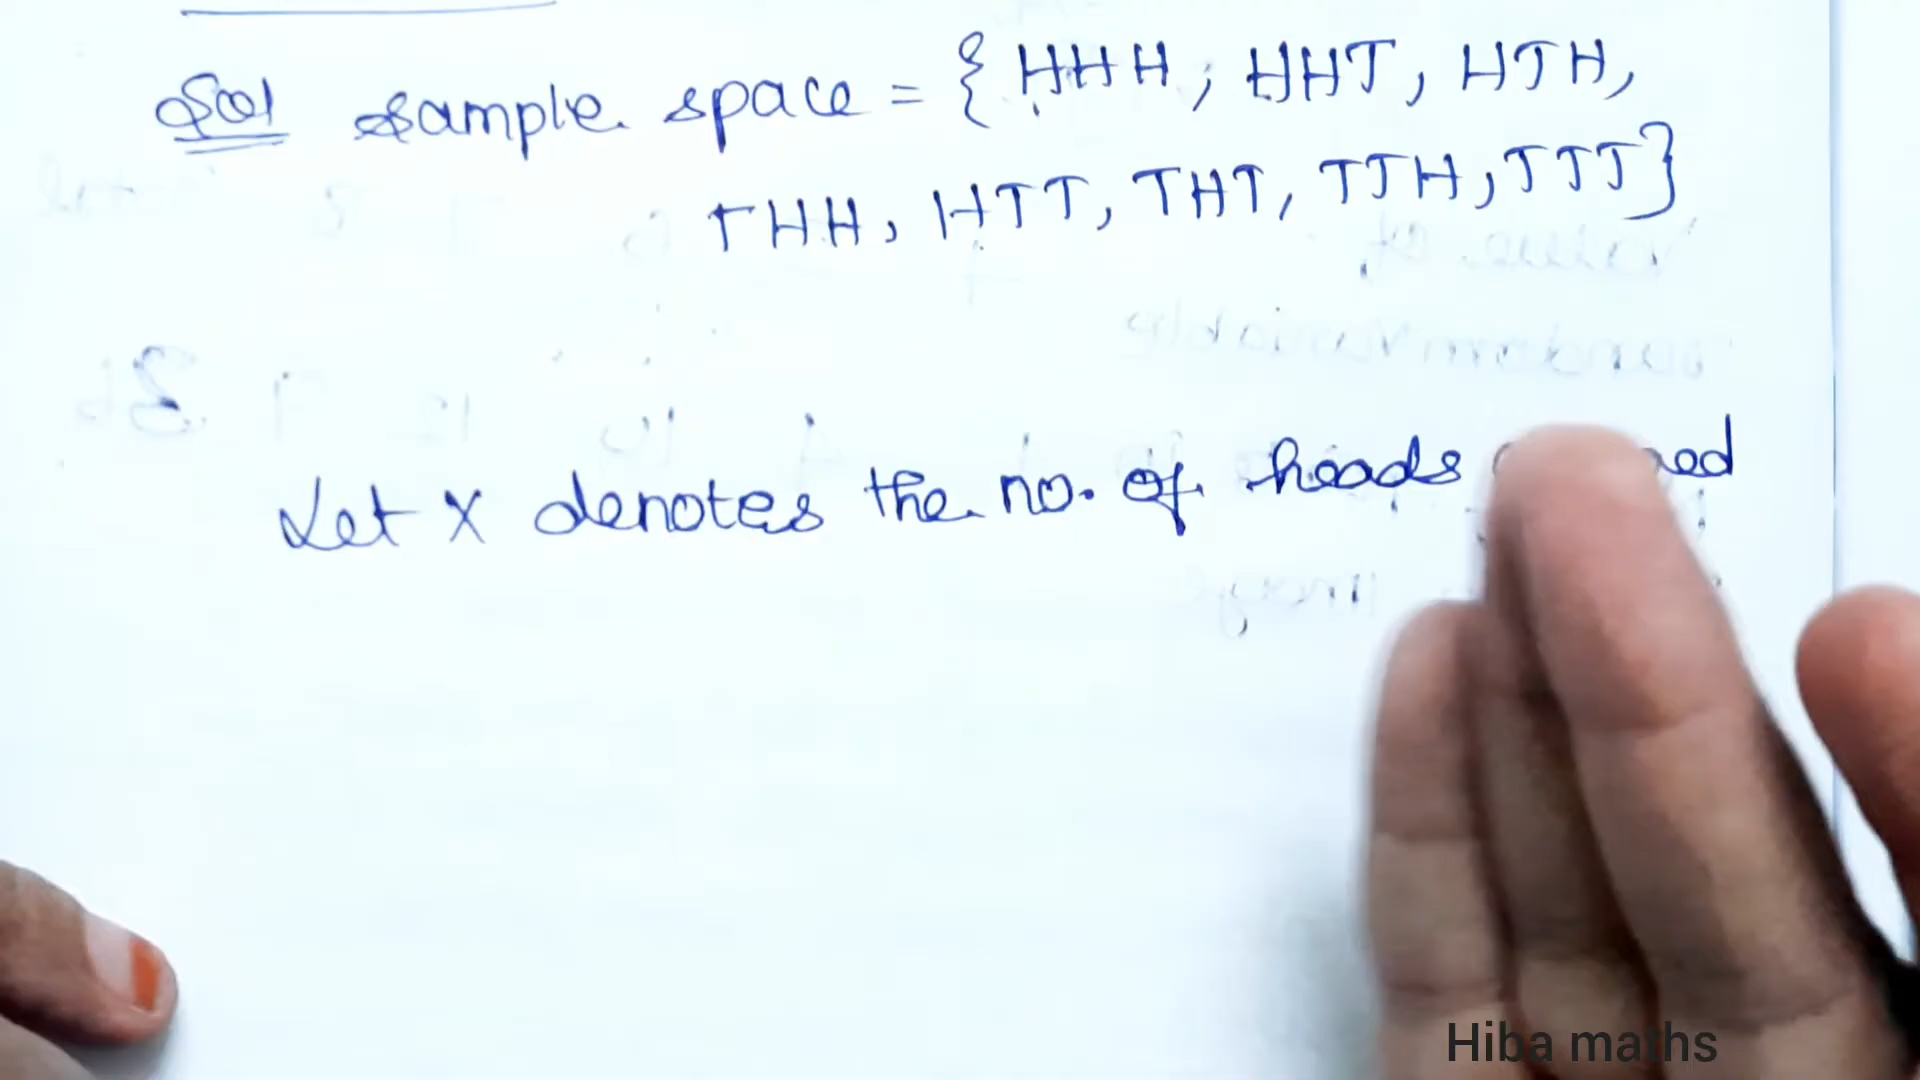 Sol Sample space = { HHH, HHT, HTH,
THH, HTT, THT, TTH, TTT}
Let X denotes the no. of heads
Hiba maths